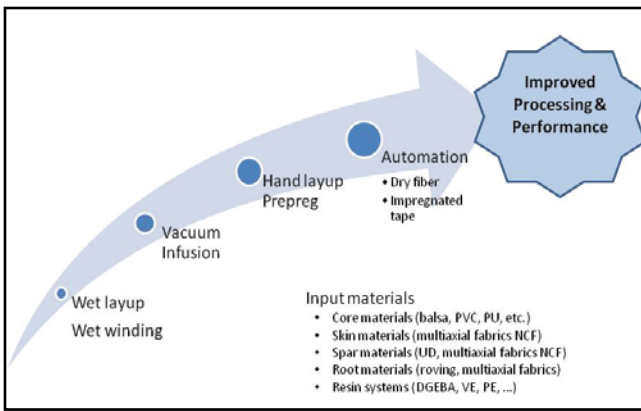 Improved
Processing &
Performance
Automation
• Dry fiber
• Impregnated
tape
Hand layup
Prepreg
Vacuum
Infusion
Wet layup
Wet winding
Input materials
• Core materials (balsa, PVC, PU, etc.)
• Skin materials (multiaxial fabrics NCF)
• Spar materials (UD, multiaxial fabrics NCF)
• Root materials (roving, multiaxial fabrics)
• Resin systems (DGEBA, VE, PE, ...)